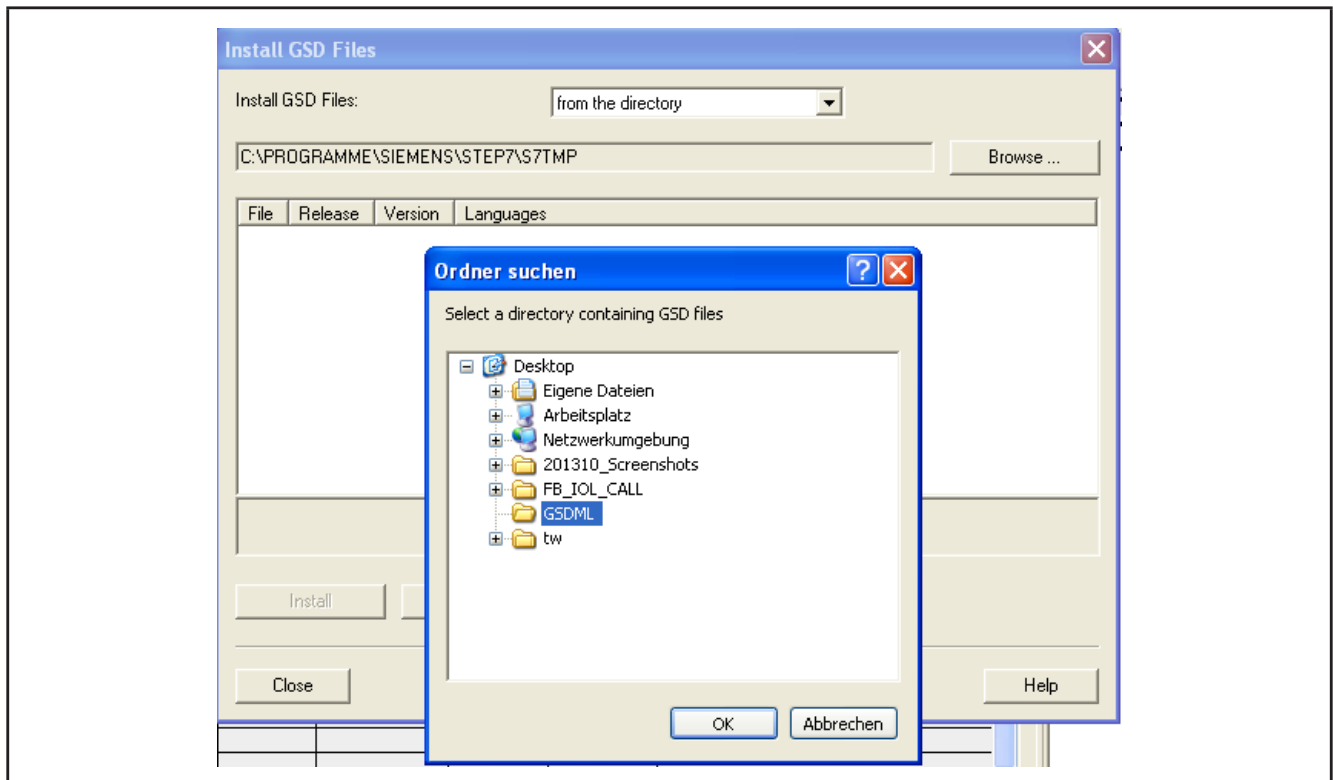 Install GSD Files
Install GSD Files:
from the directory
C:\PROGRAMME\SIEMENS\STEP7\S7TMP
Browse ...
File Release Version Languages
Ordner suchen
Select a directory containing GSD files
Desktop
Eigene Dateien
Arbeitsplatz
Netzwerkumgebung
201310_Screenshots
FB_IOL_CALL
GSDML
tw
Install
OK
Abbrechen
Close
Help